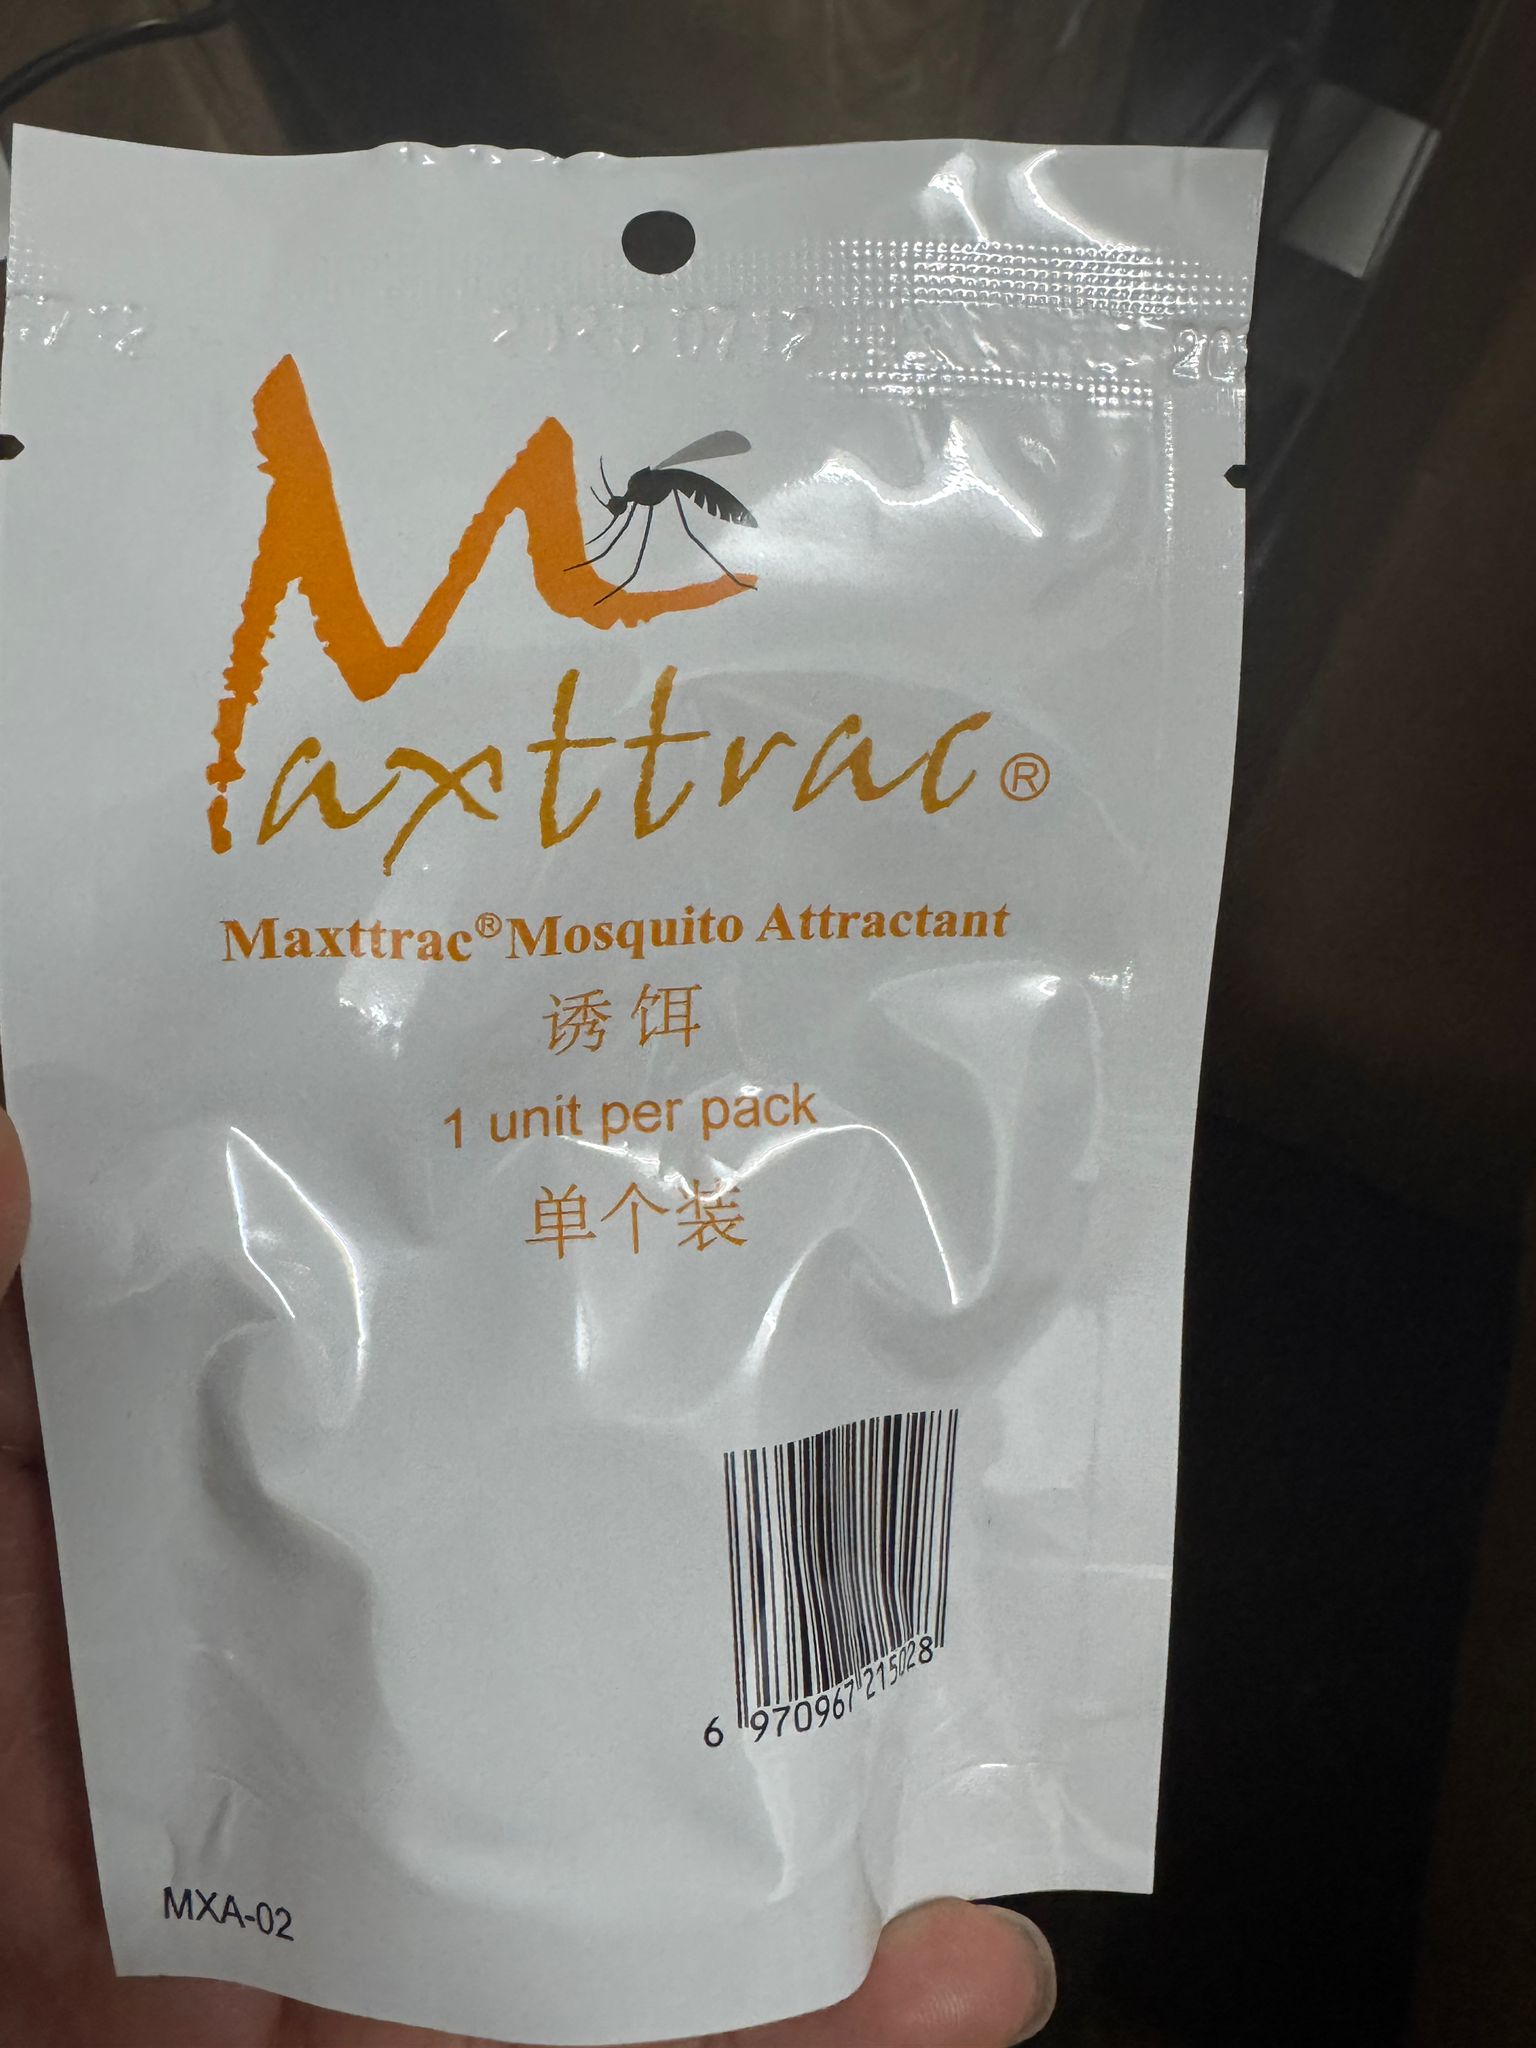 Maxttrac®
Maxttrac®Mosquito Attractant
诱饵
1 unit per pack
单个装
6 970967 215028
MXA-02